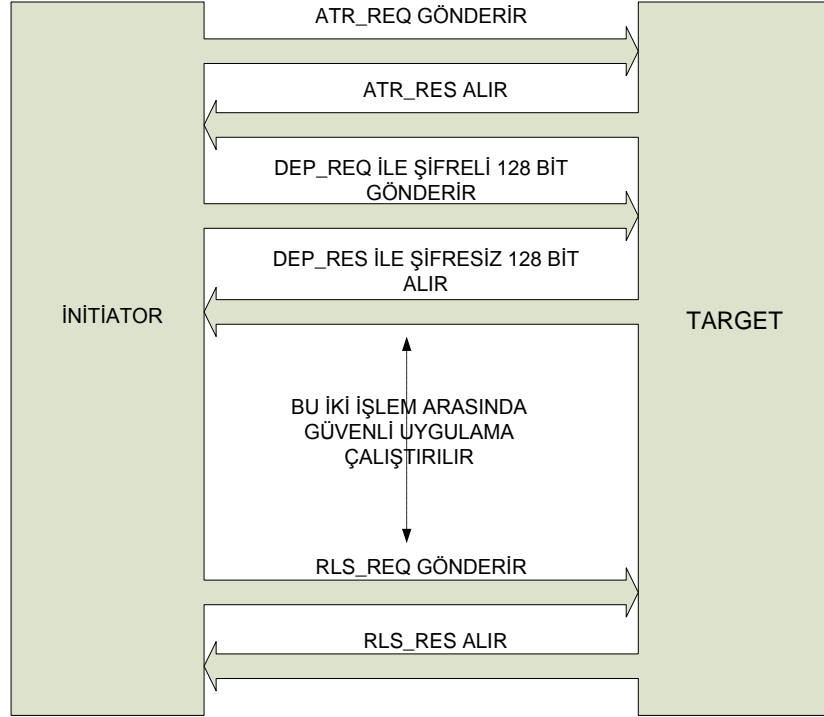 ATR_REQ GÖNDERİR
ATR_RES ALIR
DEP_REQ İLE ŞİFRELİ 128 BİT
GÖNDERİR
DEP_RES İLE ŞİFRESİZ 128 BİT
ALIR
İNİTİATOR
TARGET
BU İKİ İŞLEM ARASINDA
GÜVENLİ UYGULAMA
ÇALIŞTIRILIR
RLS_REQ GÖNDERİR
RLS_RES ALIR